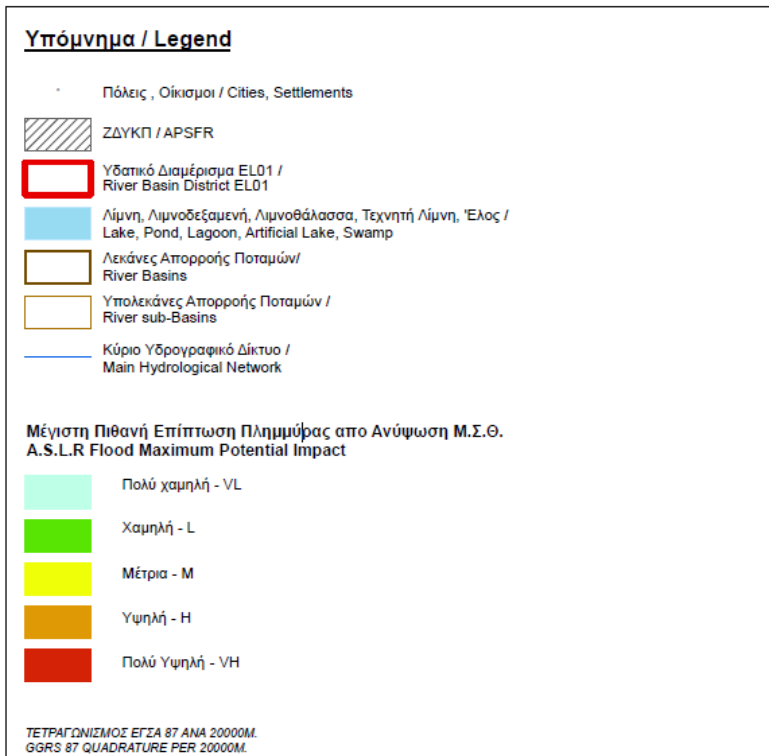 Υπόμνημα / Legend
Πόλεις , Οίκισμοι / Cities, Settlements
ΖΔΥΚΠ / APSFR
Υδατικό Διαμέρισμα EL01 /
River Basin District EL01
Λίμνη, Λιμνοδεξαμενή, Λιμνοθάλασσα, Τεχνητή Λίμνη, 'Ελος /
Lake, Pond, Lagoon, Artificial Lake, Swamp
Λεκάνες Απορροής Ποταμών/
River Basins
Υπολεκάνες Απορροής Ποταμών /
River sub-Basins
Κύριο Υδρογραφικό Δίκτυο /
Main Hydrological Network
Μέγιστη Πιθανή Επίπτωση Πλημμύρας απο Ανύψωση Μ.Σ.Θ.
A.S.L.R Flood Maximum Potential Impact
Πολύ χαμηλή - VL
Χαμηλή - L
Μέτρια - M
Υψηλή - H
Πολύ Υψηλή - VH
ΤΕΤΡΑΓΩΝΙΣΜΟΣ ΕΓΣΑ 87 ΑΝΑ 20000Μ.
GGRS 87 QUADRATURE PER 20000M.